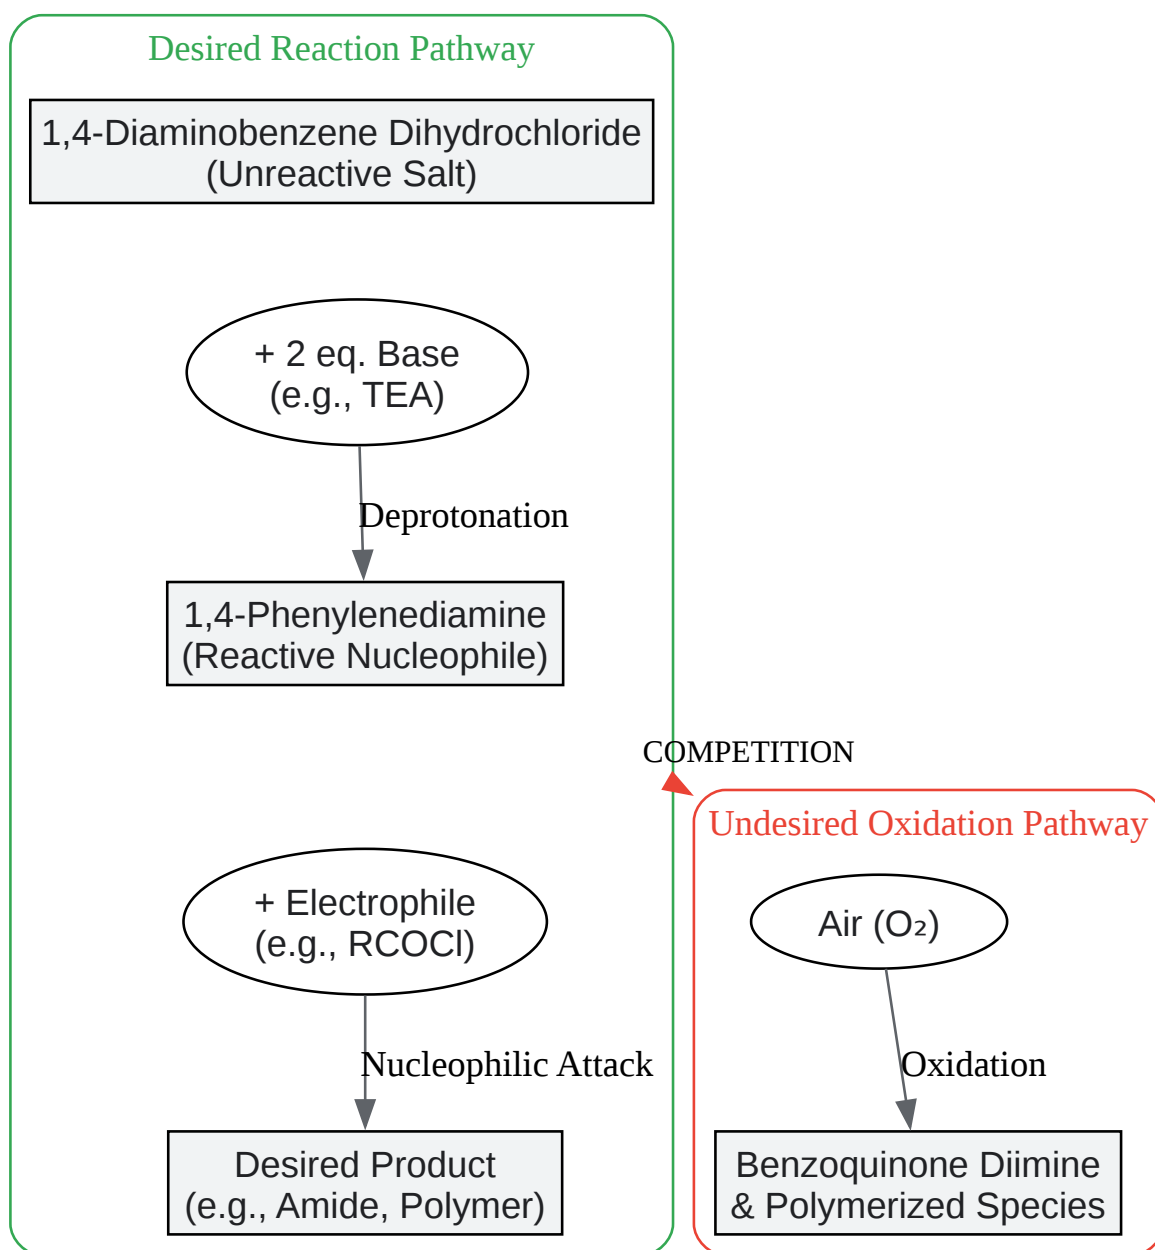 Desired Reaction Pathway
1,4-Diaminobenzene Dihydrochloride
(Unreactive Salt)
+ 2 eq. Base
(e.g., TEA)
Deprotonation
1,4-Phenylenediamine
(Reactive Nucleophile)
COMPETITION
+ Electrophile
(e.g., RCOCl)
Nucleophilic Attack
Desired Product
(e.g., Amide, Polymer)
Undesired Oxidation Pathway
Air (O₂)
Oxidation
Benzoquinone Diimine
& Polymerized Species